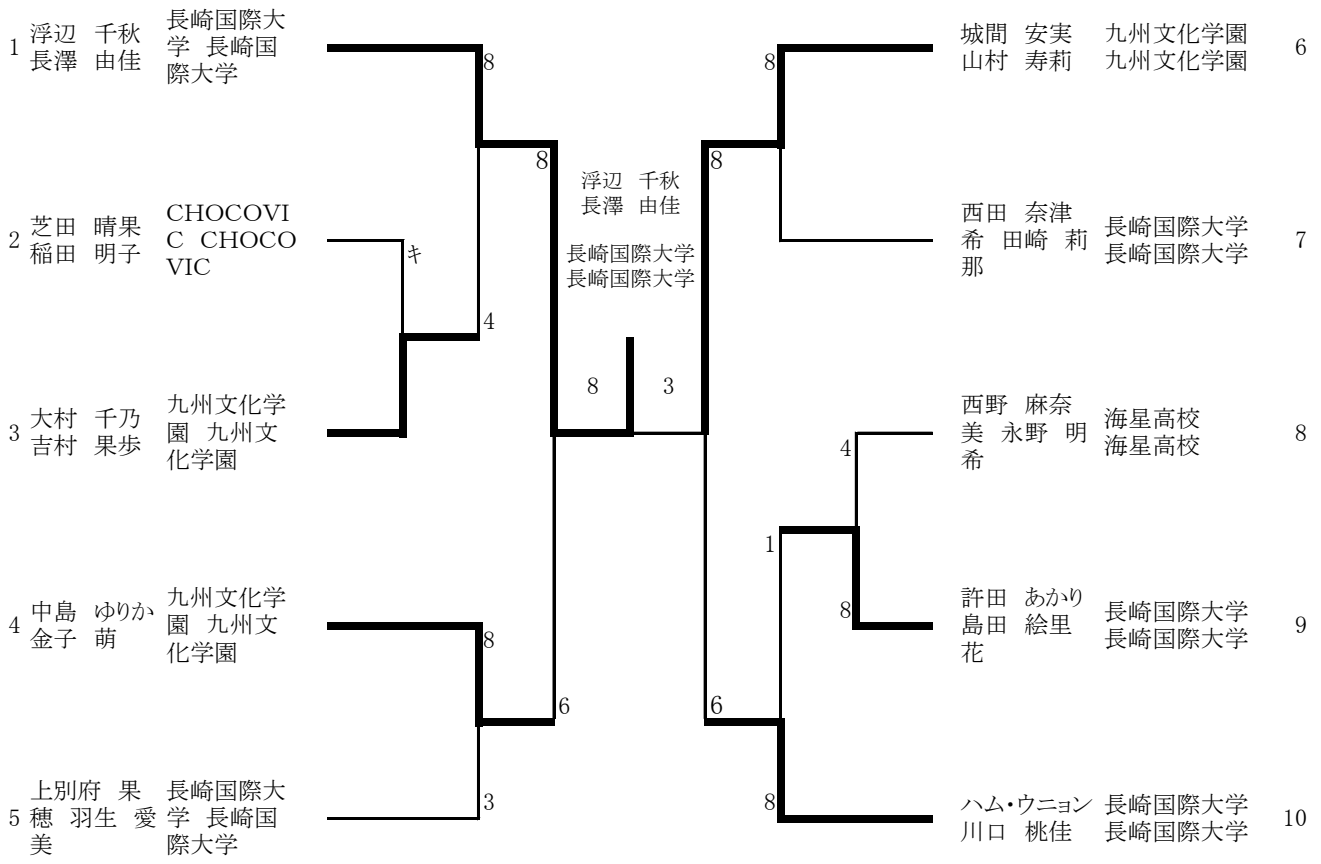 1
浮辺 千秋
長澤 由佳
長崎国際大
学 長崎国
際大学
2
芝田 晴果
稲田 明子
CHOCOVI
C CHOCO
VIC
3
大村 千乃
吉村 果歩
九州文化学
園 九州文
化学園
4
中島 ゆりか
金子 萌
九州文化学
園 九州文
化学園
5
上別府 果
穂 羽生 愛
美
長崎国際大
学 長崎国
際大学
8
キ
4
8
3
8
6
浮辺 千秋
長澤 由佳
長崎国際大学
長崎国際大学
8
3
8
6
8
1
8
4
8
城間 安実
山村 寿莉
九州文化学園
九州文化学園
6
西田 奈津
希 田崎 莉
那
長崎国際大学
長崎国際大学
7
西野 麻奈
美 永野 明
希
海星高校
海星高校
8
許田 あかり
島田 絵里
花
長崎国際大学
長崎国際大学
9
ハム・ウニョン
川口 桃佳
長崎国際大学
長崎国際大学
10